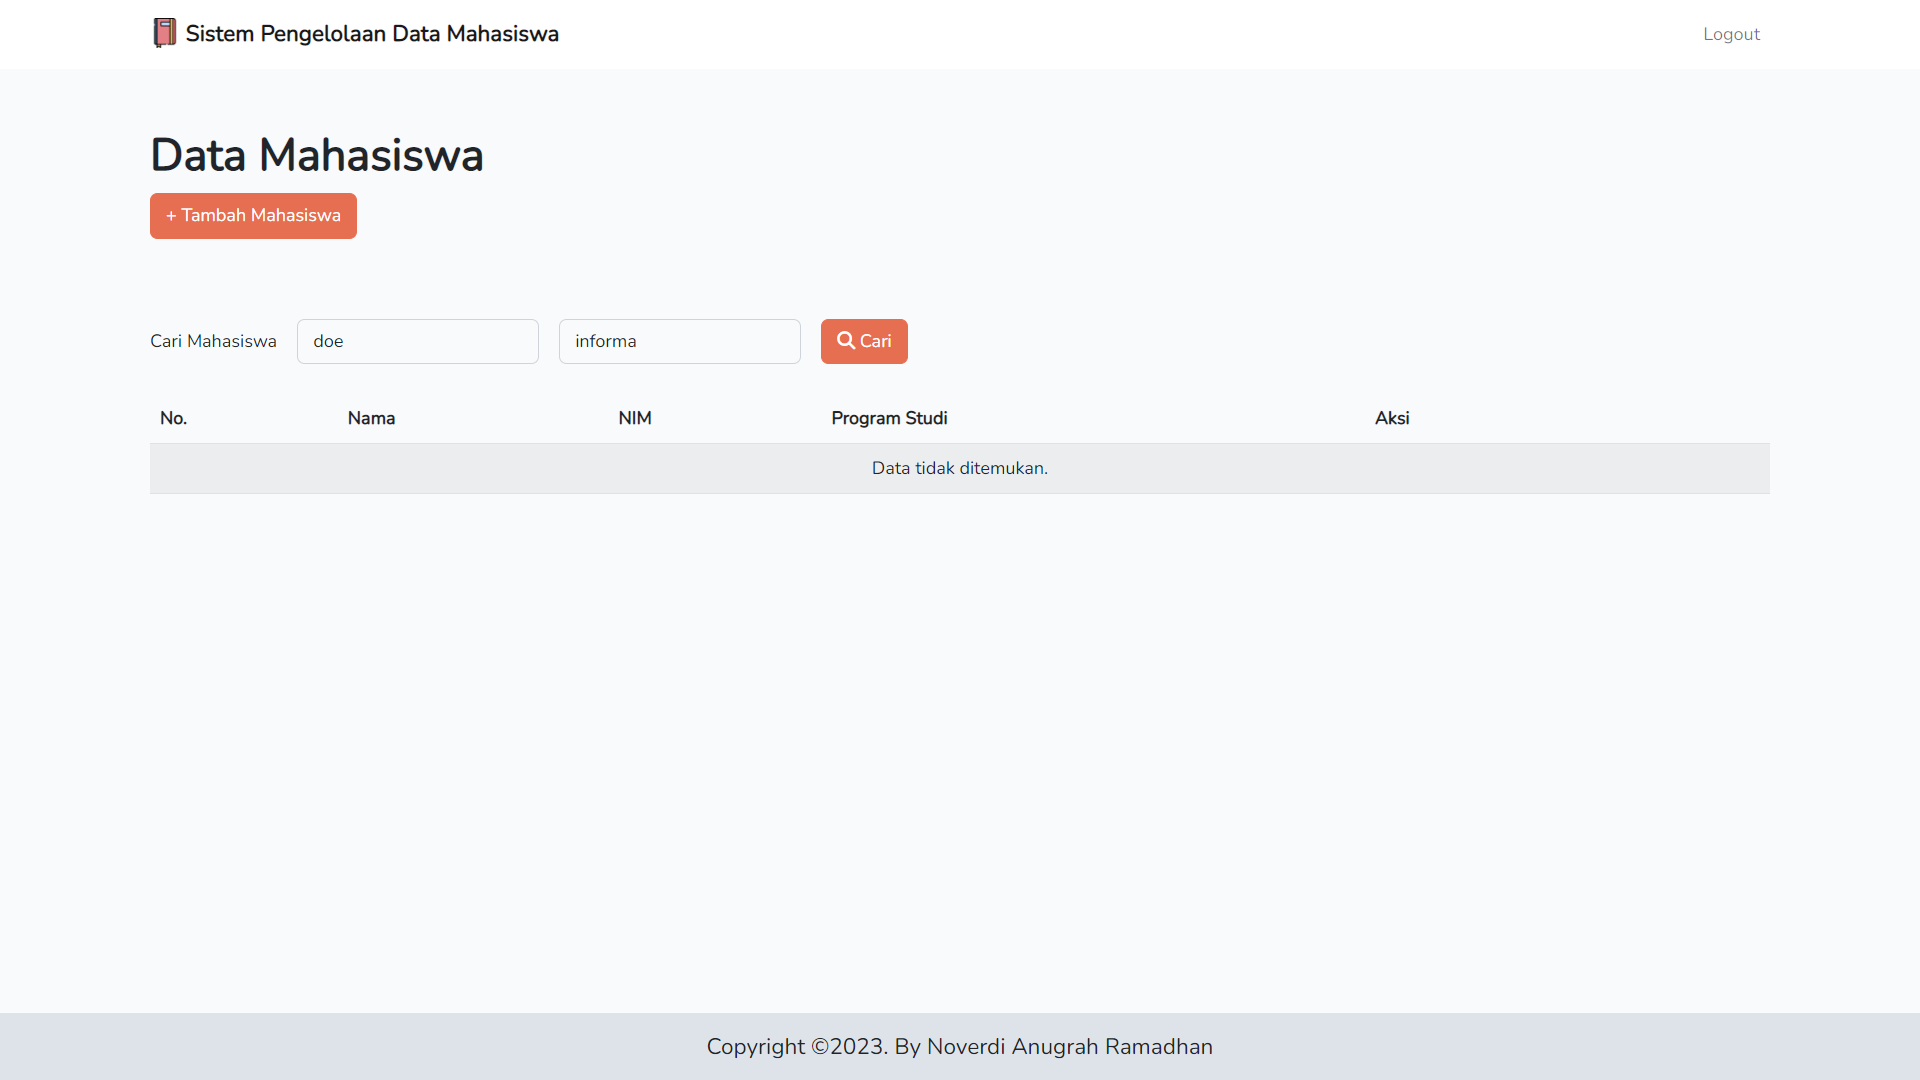 Sistem Pengelolaan Data Mahasiswa
Logout
Data Mahasiswa
+ Tambah Mahasiswa
Cari Mahasiswa doe informa Cari
No. Nama NIM Program Studi Aksi
Data tidak ditemukan.
Copyright ©2023. By Noverdi Anugrah Ramadhan